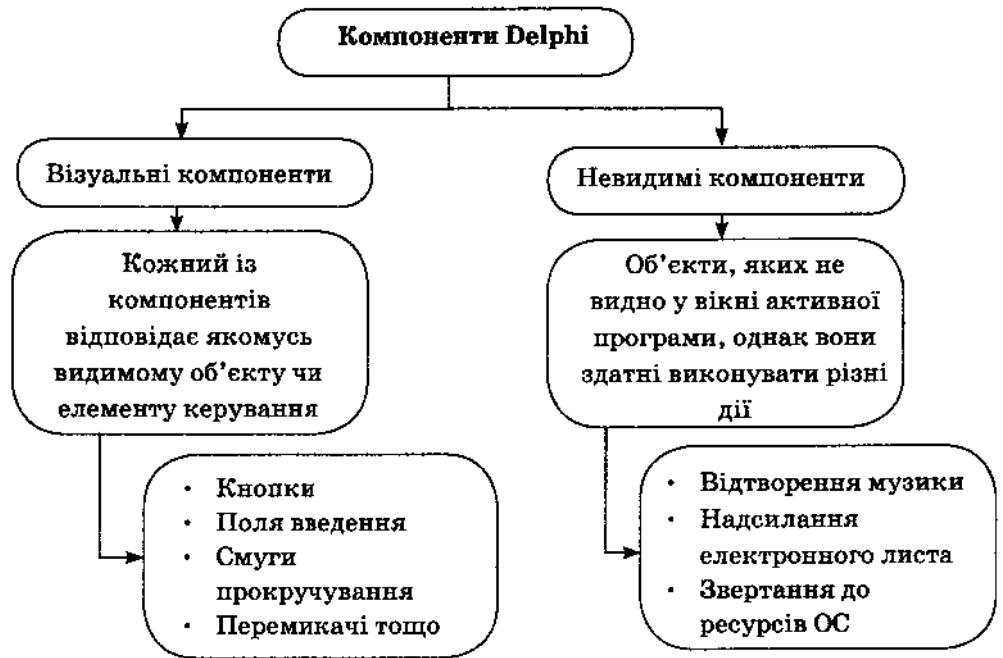 Компоненти Delphi
Візуальні компоненти
Кожний із
компонентів
відповідає якомусь
видимому об'єкту чи
елементу керування
• Кнопки
• Поля введення
• Смуги
прокручування
• Перемикачі тощо
Невидимі компоненти
Об'єкти, яких не
видно у вікні активної
програми, однак вони
здатні виконувати різні
дії
• Відтворення музики
• Надсилання
електронного листа
• Звертання до
ресурсів ОС